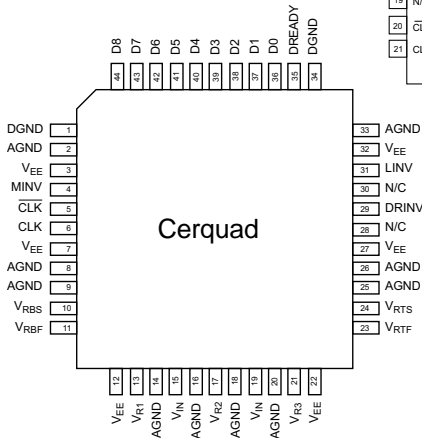 19 N/C
20
21
D8 D7 D6 D5 D4 D3 D2 D1 D0 DREADY DGND
44 43 42 41 40 39 38 37 36 35 34
DGND 1
AGND 2
VEE 3
MINV 4
CLK 5
CLK 6
VEE 7
AGND 8
AGND 9
VRBS 10
VRBF 11
Cerquad
33 AGND
32 VEE
31 LINV
30 N/C
29 DRINV
28 N/C
27 VEE
26 AGND
25 AGND
24 VRTS
23 VRTF
12 13 14 15 16 17 18 19 20 21 22
VEE VR1 AGND VIN AGND VR2 AGND VIN AGND VR3 VEE